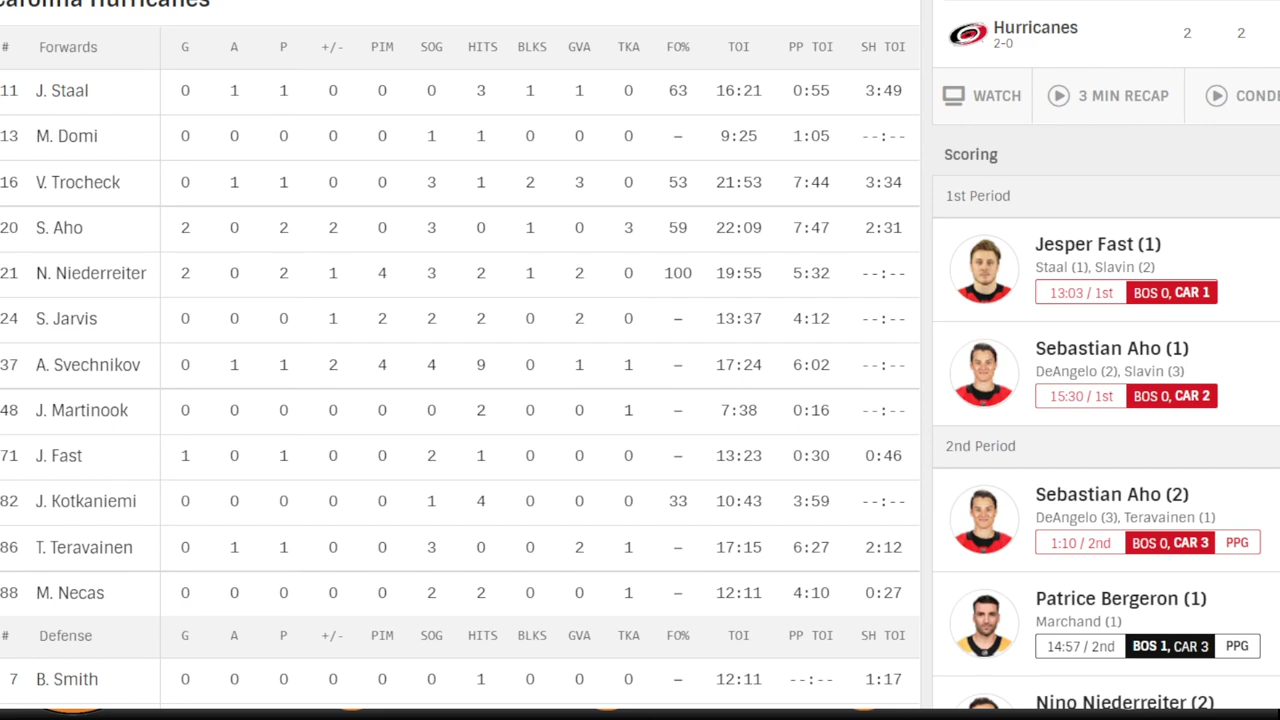 Carolina Hurricanes
# Forwards G A P +/- PIM SOG HITS BLKS GVA TKA FO% TOI PP TOI SH TOI
11 J. Staal 0 1 1 0 0 0 3 1 1 0 63 16:21 0:55 3:49
13 M. Domi 0 0 0 0 0 1 1 0 0 0 – 9:25 1:05 --:--
16 V. Trocheck 0 1 1 0 0 3 1 2 3 0 53 21:53 7:44 3:34
20 S. Aho 2 0 2 2 0 3 0 1 0 3 59 22:09 7:47 2:31
21 N. Niederreiter 2 0 2 1 4 3 2 1 2 0 100 19:55 5:32 --:--
24 S. Jarvis 0 0 0 1 2 2 2 0 2 0 – 13:37 4:12 --:--
37 A. Svechnikov 0 1 1 2 4 4 9 0 1 1 – 17:24 6:02 --:--
48 J. Martinook 0 0 0 0 0 0 2 0 0 1 – 7:38 0:16 --:--
71 J. Fast 1 0 1 0 0 2 1 0 0 0 – 13:23 0:30 0:46
82 J. Kotkaniemi 0 0 0 0 0 1 4 0 0 0 33 10:43 3:59 --:--
86 T. Teravainen 0 1 1 0 0 3 0 0 2 1 – 17:15 6:27 2:12
88 M. Necas 0 0 0 0 0 2 2 0 0 1 – 12:11 4:10 0:27
# Defense G A P +/- PIM SOG HITS BLKS GVA TKA FO% TOI PP TOI SH TOI
7 B. Smith 0 0 0 0 0 0 1 0 0 0 – 12:11 --:-- 1:17
Hurricanes 2 2
2-0
WATCH 3 MIN RECAP CONDE
Scoring
1st Period
Jesper Fast (1)
Staal (1), Slavin (2)
13:03 / 1st BOS 0, CAR 1
Sebastian Aho (1)
DeAngelo (2), Slavin (3)
15:30 / 1st BOS 0, CAR 2
2nd Period
Sebastian Aho (2)
DeAngelo (3), Teravainen (1)
1:10 / 2nd BOS 0, CAR 3 PPG
Patrice Bergeron (1)
Marchand (1)
14:57 / 2nd BOS 1, CAR 3 PPG
Nino Niederreiter (2)